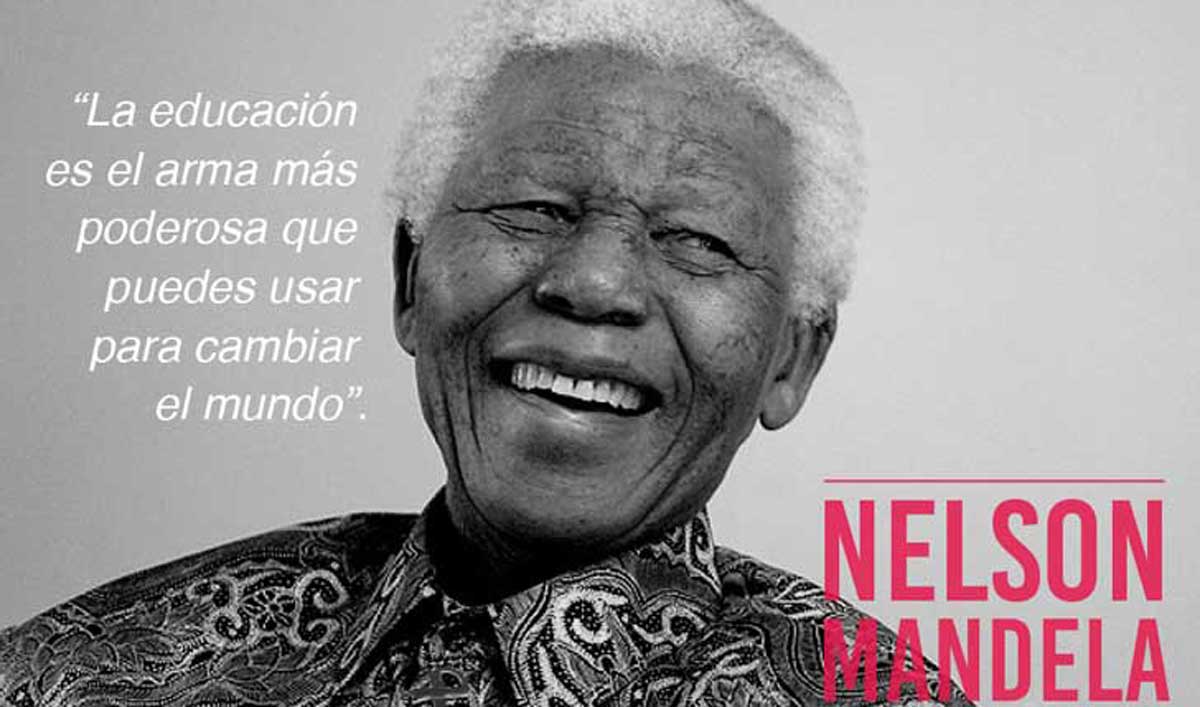 “La educación
es el arma más
poderosa que
puedes usar
para cambiar
el mundo”.
NELSON
MANDELA